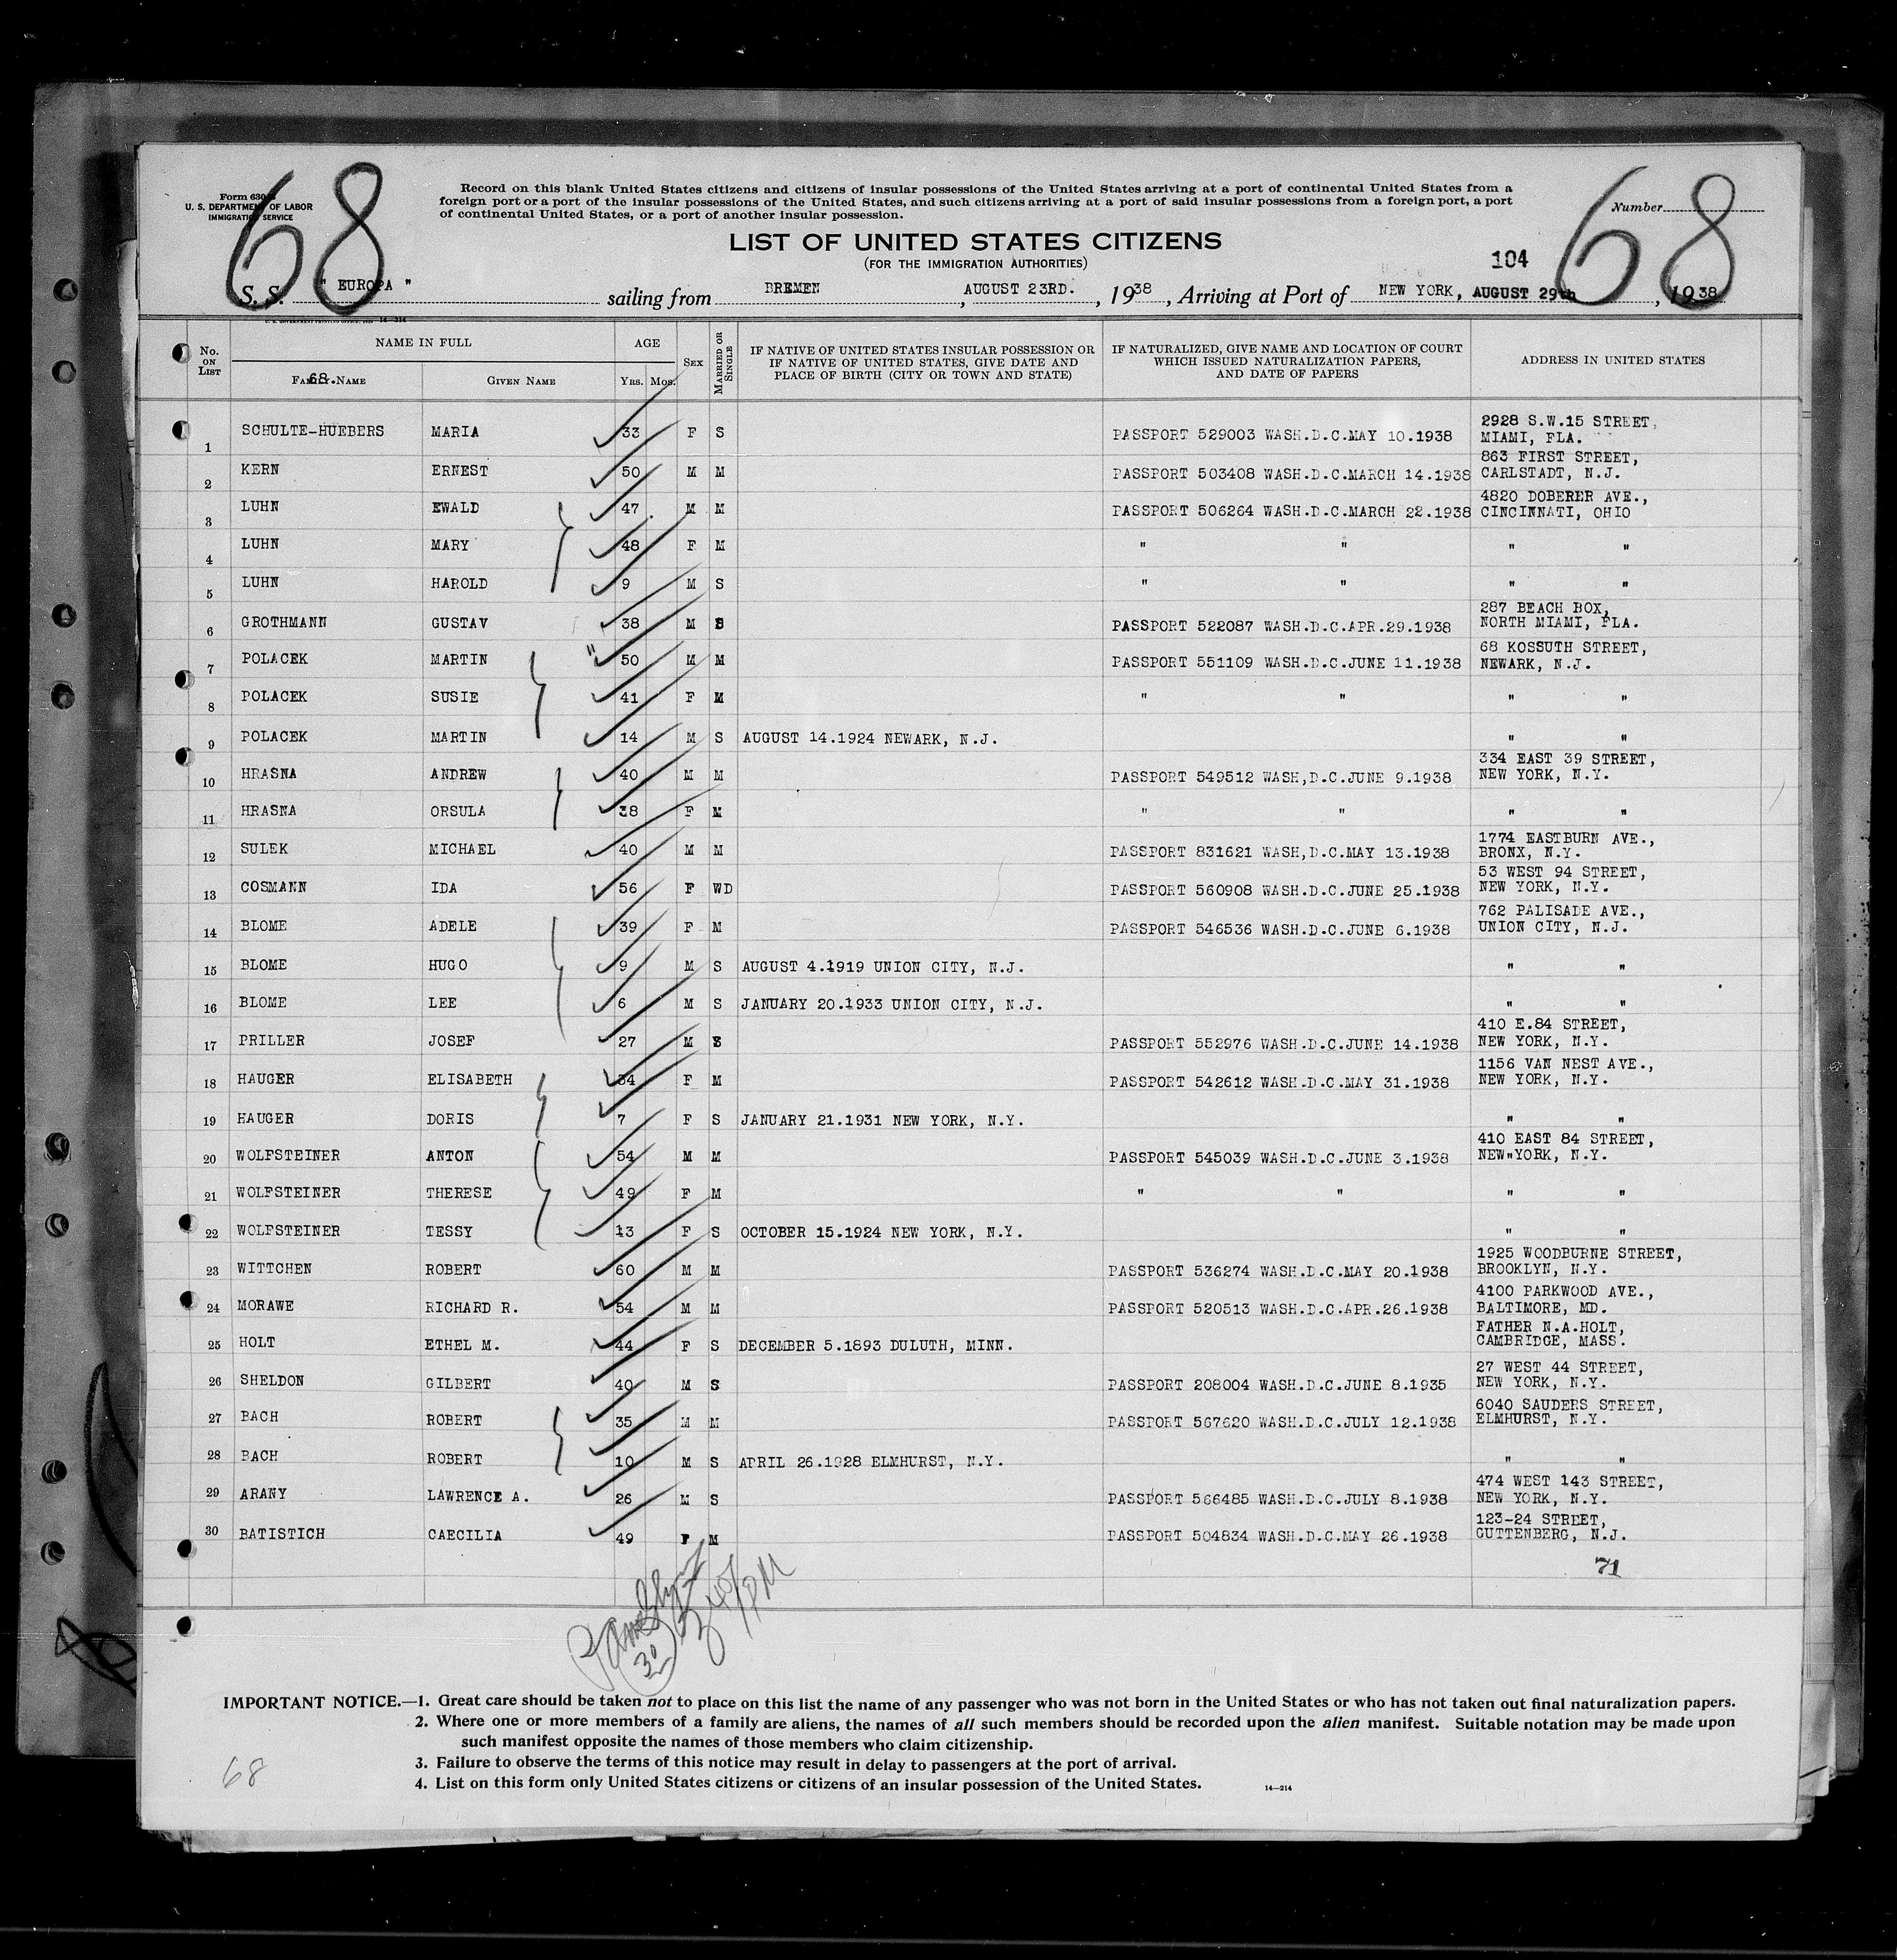 68
68
Form 630
U. S. DEPARTMENT OF LABOR
IMMIGRATION SERVICE
Record on this blank United States citizens and citizens of insular possessions of the United States arriving at a port of continental United States from a
foreign port or a port of the insular possessions of the United States, and such citizens arriving at a port of said insular possessions from a foreign port, a port
of continental United States, or a port of another insular possession.
Number
LIST OF UNITED STATES CITIZENS
(FOR THE IMMIGRATION AUTHORITIES)
104
S. S. " EUROPA " sailing from BREMEN, AUGUST 23RD., 1938, Arriving at Port of NEW YORK, AUGUST 29th, 1938
14-214
No. ON LIST
NAME IN FULL
68.
FAMILY NAME GIVEN NAME
AGE
YRS. MOS.
SEX
MARRIED OR SINGLE
IF NATIVE OF UNITED STATES INSULAR POSSESSION OR
IF NATIVE OF UNITED STATES, GIVE DATE AND
PLACE OF BIRTH (CITY OR TOWN AND STATE)
IF NATURALIZED, GIVE NAME AND LOCATION OF COURT
WHICH ISSUED NATURALIZATION PAPERS,
AND DATE OF PAPERS
ADDRESS IN UNITED STATES
1 SCHULTE-HUEBERS MARIA 33 F S PASSPORT 529003 WASH.D.C.MAY 10.1938 2928 S.W.15 STREET,
MIAMI, FLA.
2 KERN ERNEST 50 M M PASSPORT 503408 WASH.D.C.MARCH 14.1938 863 FIRST STREET,
CARLSTADT, N.J.
3 LUHN EWALD 47 M M PASSPORT 506264 WASH.D.C.MARCH 22.1938 4820 DOBERER AVE.,
CINCINNATI, OHIO
4 LUHN MARY 48 F M " " " "
5 LUHN HAROLD 9 M S " " " "
6 GROTHMANN GUSTAV 38 M S PASSPORT 522087 WASH.D.C.APR.29.1938 287 BEACH BOX,
NORTH MIAMI, FLA.
7 POLACEK MARTIN 50 M M PASSPORT 551109 WASH.D.C.JUNE 11.1938 68 KOSSUTH STREET,
NEWARK, N.J.
8 POLACEK SUSIE 41 F M " " " "
9 POLACEK MARTIN 14 M S AUGUST 14.1924 NEWARK, N.J. " "
10 HRASNA ANDREW 40 M M PASSPORT 549512 WASH,D.C.JUNE 9.1938 334 EAST 39 STREET,
NEW YORK, N.Y.
11 HRASNA ORSULA 38 F M " " " "
12 SULEK MICHAEL 40 M M PASSPORT 831621 WASH,D.C.MAY 13.1938 1774 EASTBURN AVE.,
BRONX, N.Y.
13 COSMANN IDA 56 F WD PASSPORT 560908 WASH.D.C.JUNE 25.1938 53 WEST 94 STREET,
NEW YORK, N.Y.
14 BLOME ADELE 39 F M PASSPORT 546536 WASH.D.C.JUNE 6.1938 762 PALISADE AVE.,
UNION CITY, N.J.
15 BLOME HUGO 9 M S AUGUST 4.1919 UNION CITY, N.J. " "
16 BLOME LEE 6 M S JANUARY 20.1933 UNION CITY, N.J. " "
17 PRILLER JOSEF 27 M S PASSPORT 552976 WASH.D.C.JUNE 14.1938 410 E.84 STREET,
NEW YORK, N.Y.
18 HAUGER ELISABETH 34 F M PASSPORT 542612 WASH.D.C.MAY 31.1938 1156 VAN NEST AVE.,
NEW YORK, N.Y.
19 HAUGER DORIS 7 F S JANUARY 21.1931 NEW YORK, N.Y. " "
20 WOLFSTEINER ANTON 54 M M PASSPORT 545039 WASH.D.C.JUNE 3.1938 410 EAST 84 STREET,
NEW YORK, N.Y.
21 WOLFSTEINER THERESE 49 F M " " " "
22 WOLFSTEINER TESSY 13 F S OCTOBER 15.1924 NEW YORK, N.Y. " "
23 WITTCHEN ROBERT 60 M M PASSPORT 536274 WASH.D.C.MAY 20.1938 1925 WOODBURNE STREET,
BROOKLYN, N.Y.
24 MORAWE RICHARD R. 54 M M PASSPORT 520513 WASH.D.C.APR.26.1938 4100 PARKWOOD AVE.,
BALTIMORE, MD.
25 HOLT ETHEL M. 44 F S DECEMBER 5.1893 DULUTH, MINN. FATHER N.A.HOLT,
CAMBRIDGE, MASS.
26 SHELDON GILBERT 40 M S PASSPORT 208004 WASH.D.C.JUNE 8.1935 27 WEST 44 STREET,
NEW YORK, N.Y.
27 BACH ROBERT 35 M M PASSPORT 567620 WASH.D.C.JULY 12.1938 6040 SAUDERS STREET,
ELMHURST, N.Y.
28 BACH ROBERT 10 M S APRIL 26.1928 ELMHURST, N.Y. " "
29 ARANY LAWRENCE A. 26 M S PASSPORT 566485 WASH.D.C.JULY 8.1938 474 WEST 143 STREET,
NEW YORK, N.Y.
30 BATISTICH CAECILIA 49 F M PASSPORT 504834 WASH.D.C.MAY 26.1938 123-24 STREET,
GUTTENBERG, N.J.
71
30
IMPORTANT NOTICE.—1. Great care should be taken not to place on this list the name of any passenger who was not born in the United States or who has not taken out final naturalization papers.
2. Where one or more members of a family are aliens, the names of all such members should be recorded upon the alien manifest. Suitable notation may be made upon
such manifest opposite the names of those members who claim citizenship.
3. Failure to observe the terms of this notice may result in delay to passengers at the port of arrival.
4. List on this form only United States citizens or citizens of an insular possession of the United States.
14—214
68